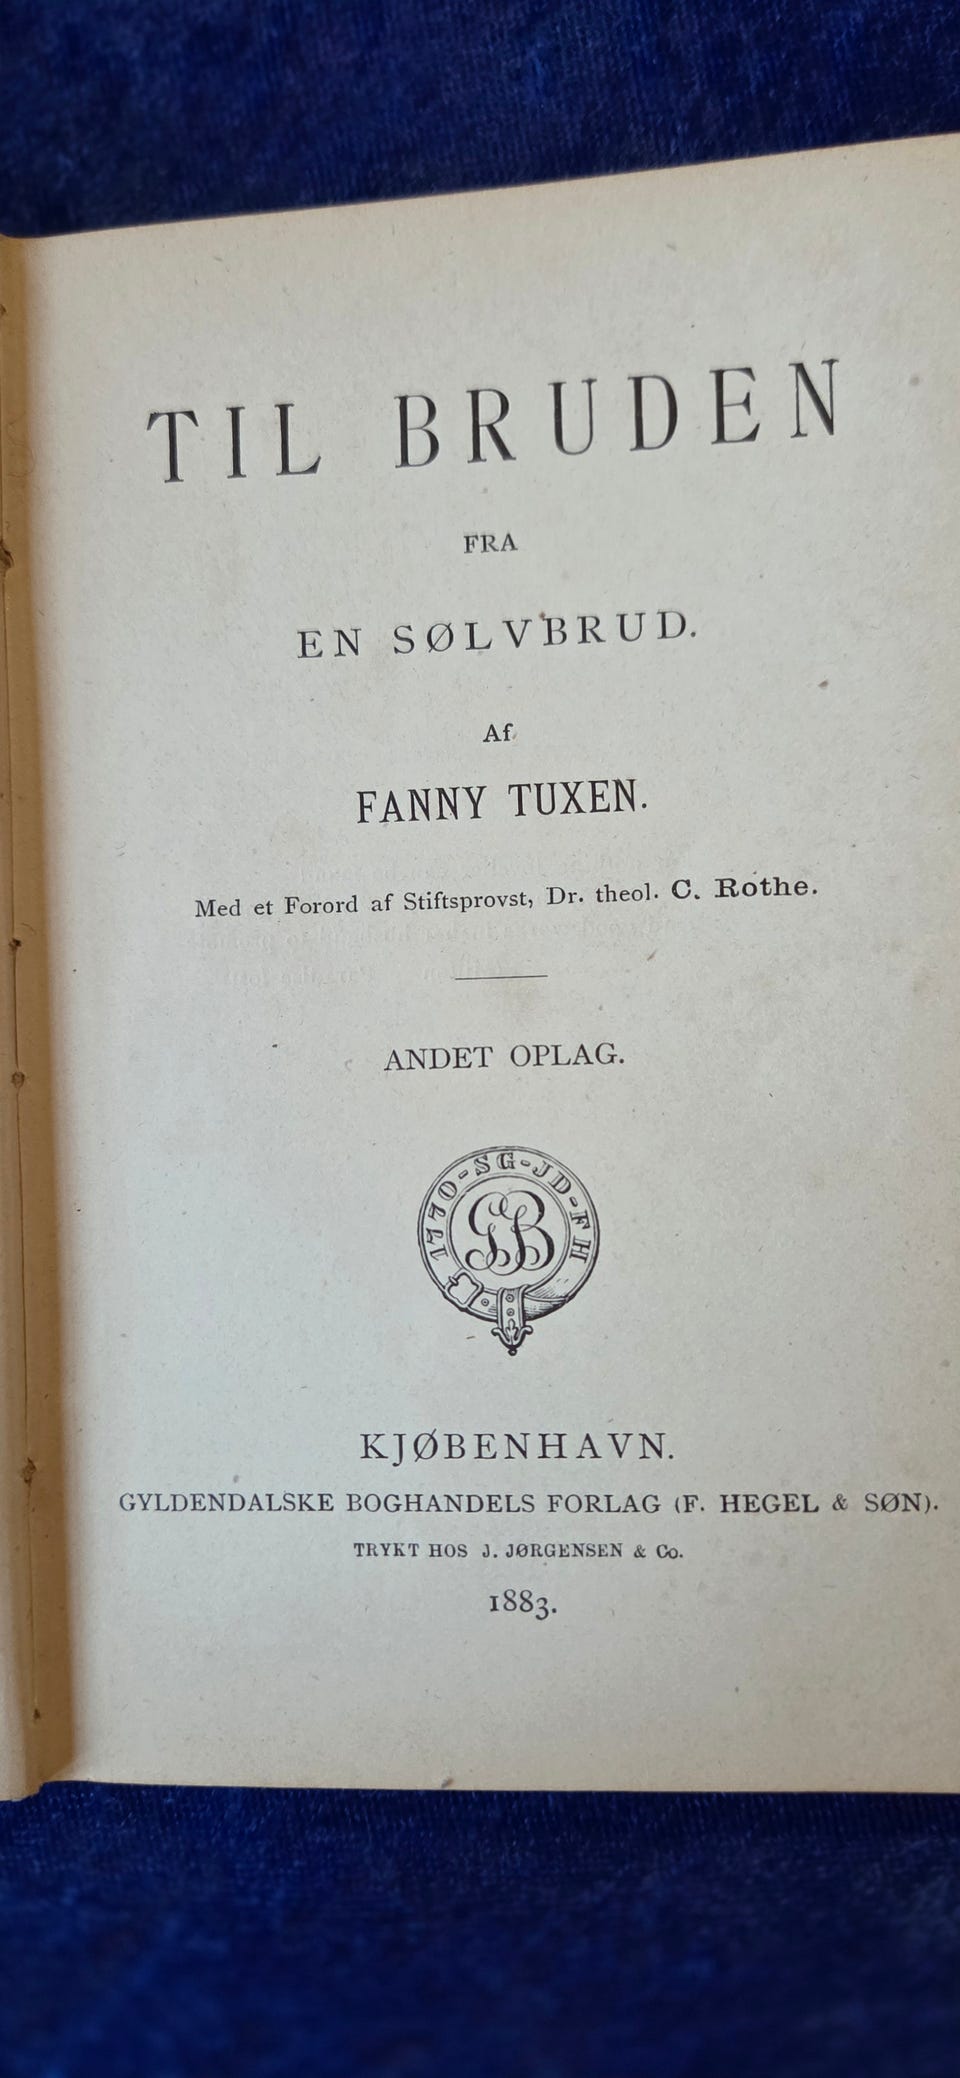 TIL BRUDEN
FRA
EN SØLVBRUD.
Af
FANNY TUXEN.
Med et Forord af Stiftsprovst, Dr. theol. C. Rothe.
ANDET OPLAG.
1770-SG-JD-FH
GB
KJØBENHAVN.
GYLDENDALSKE BOGHANDELS FORLAG (F. HEGEL & SØN).
TRYKT HOS J. JØRGENSEN & Co.
1883.